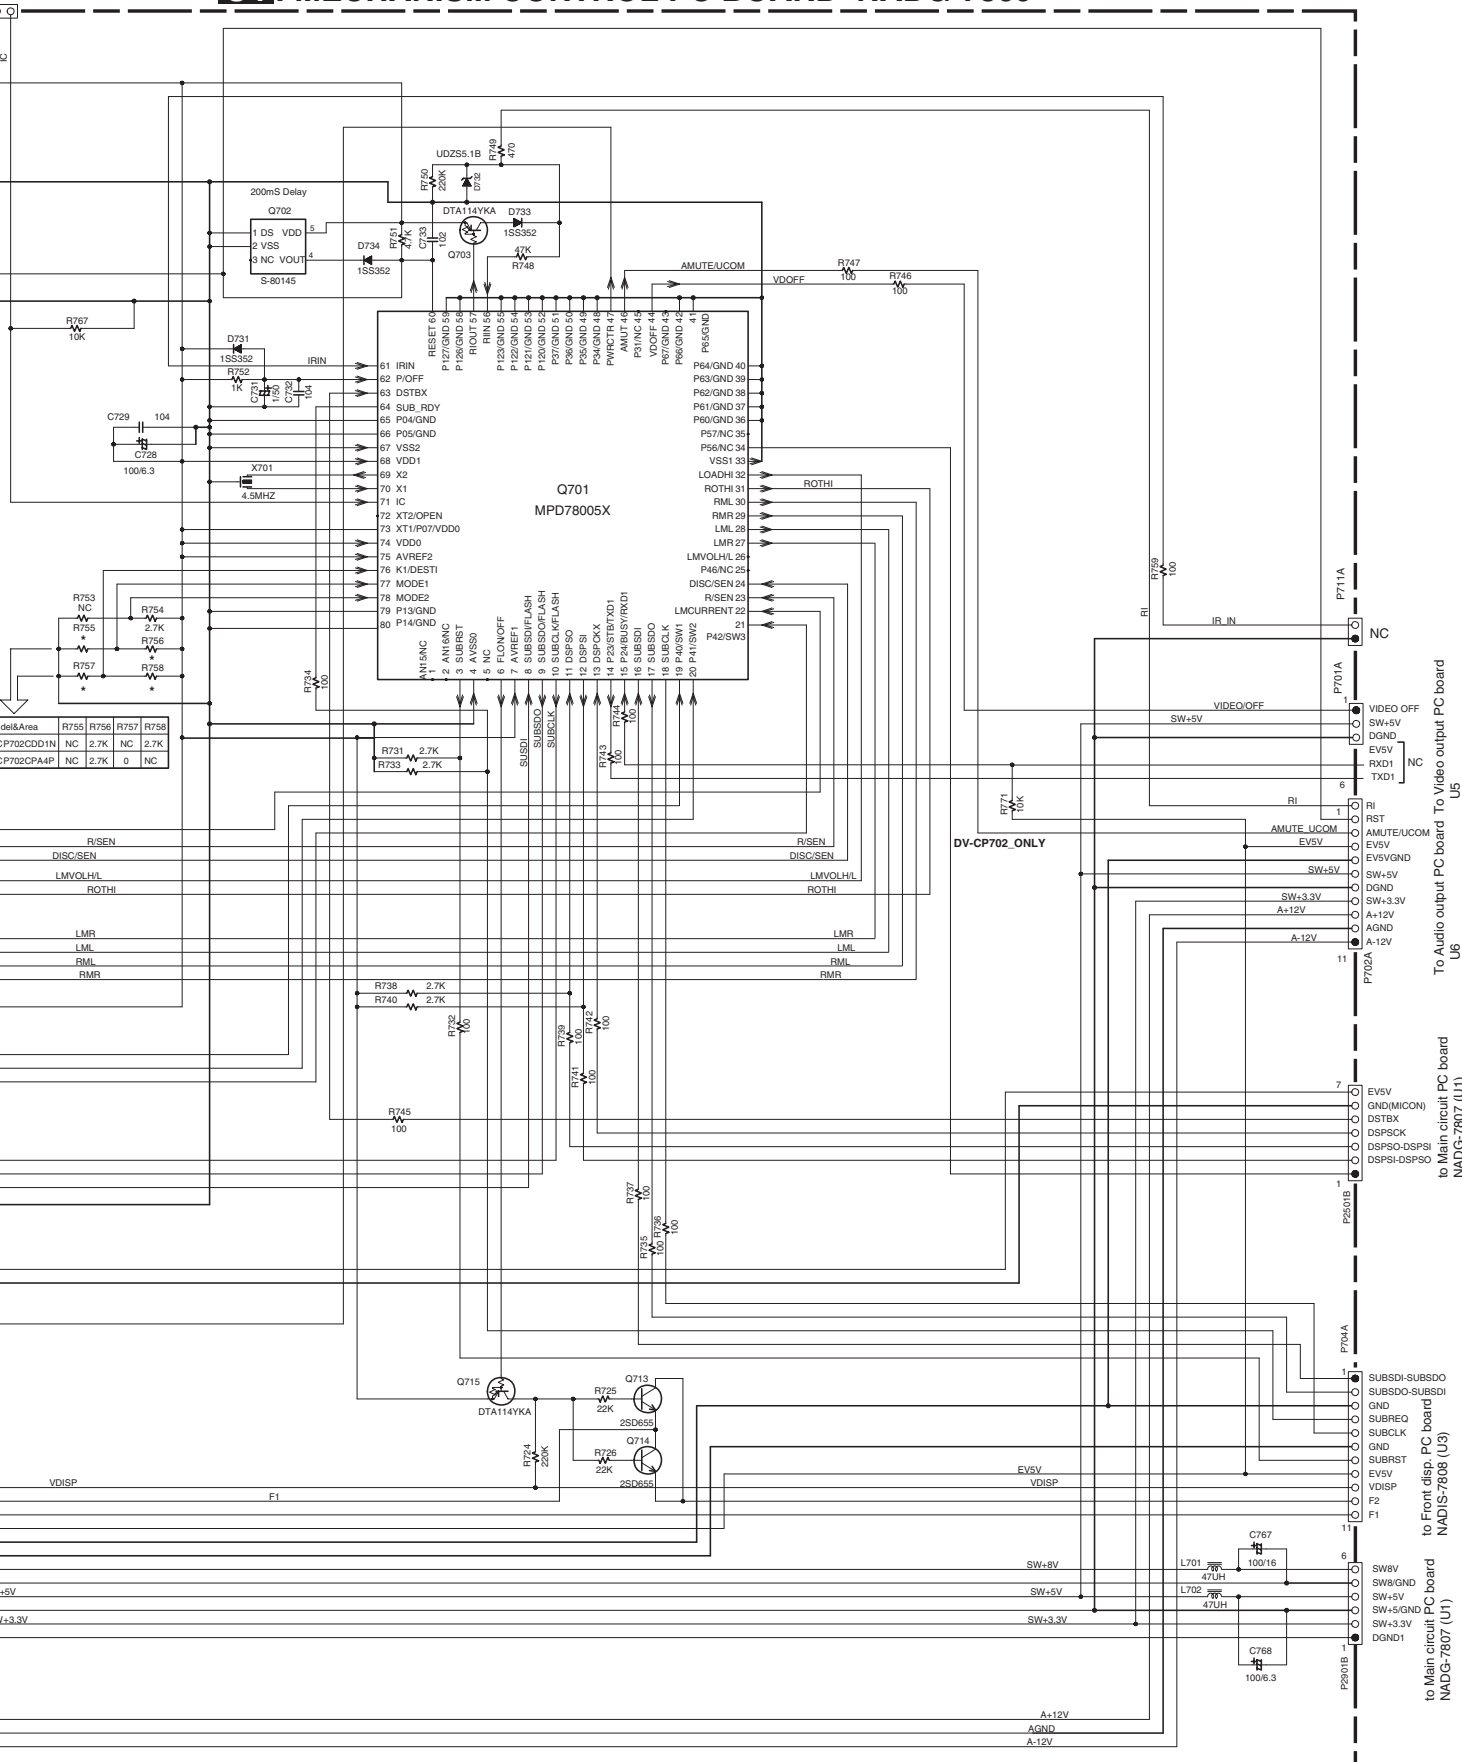 IC
200mS Delay
Q702
1 DS VDD 5
2 VSS
3 NC VOUT 4
S-80145
D734
1SS352
R751
4.7K
C733
102
R750
220K
UDZS5.1B
D732
R749
470
DTA114YKA
Q703
D733
1SS352
47K
R748
AMUTE/UCOM
R747
100
VDOFF
R746
100
R767
10K
D731
1SS352
R752
1K
C731
1/50
C732
104
IRIN
C729 104
C728
100/6.3
X701
4.5MHZ
RESET 60
P127/GND 59
P126/GND 58
RIOUT 57
RIIN 56
P123/GND 55
P122/GND 54
P121/GND 53
P120/GND 52
P37/GND 51
P36/GND 50
P35/GND 49
P34/GND 48
PWRCTR 47
AMUT 46
P31/NC 45
VDOFF 44
P67/GND 43
P66/GND 42
41
P65/GND
61 IRIN
62 P/OFF
63 DSTBX
64 SUB_RDY
65 P04/GND
66 P05/GND
67 VSS2
68 VDD1
69 X2
70 X1
71 IC
72 XT2/OPEN
73 XT1/P07/VDD0
74 VDD0
75 AVREF2
76 K1/DESTI
77 MODE1
78 MODE2
79 P13/GND
80 P14/GND
Q701
MPD78005X
P64/GND 40
P63/GND 39
P62/GND 38
P61/GND 37
P60/GND 36
P57/NC 35
P56/NC 34
VSS1 33
LOADHI 32
ROTHI 31
RML 30
RMR 29
LML 28
LMR 27
LMVOLH/L 26
P46/NC 25
DISC/SEN 24
R/SEN 23
LMCURRENT 22
21
P42/SW3
ROTHI
AN15/NC
1
2 AN16/NC
3 SUBRST
4 AVSS0
5 NC
6 FLON/OFF
7 AVREF1
8 SUBSDI/FLASH
9 SUBSDO/FLASH
10 SUBCLK/FLASH
11 DSPSO
12 DSPSI
13 DSPCKX
14 P23/STB/TXD1
15 P24/BUSY/RXD1
16 SUBSDI
17 SUBSDO
18 SUBCLK
19 P40/SW1
20 P41/SW2
R753
NC
R754
2.7K
R755
*
R756
*
R757
*
R758
*
del&Area R755 R756 R757 R758
CP702CDD1N NC 2.7K NC 2.7K
CP702CPA4P NC 2.7K 0 NC
R734
100
R731 2.7K
R733 2.7K
SUSDI
SUBSDO
SUBCLK
R743
100
R744
100
R759
100
RI
IR_IN
P711A
NC
P701A
1
VIDEO/OFF
SW+5V
VIDEO OFF
SW+5V
DGND
EV5V
RXD1
TXD1
NC
6
To Video output PC board
U5
R771
10K
DV-CP702_ONLY
RI
1
AMUTE_UCOM
EV5V
SW+5V
SW+3.3V
A+12V
A-12V
RI
RST
AMUTE/UCOM
EV5V
EV5VGND
SW+5V
DGND
SW+3.3V
A+12V
AGND
A-12V
11
P702A
To Audio output PC board
U6
R/SEN R/SEN
DISC/SEN DISC/SEN
LMVOLH/L LMVOLH/L
ROTHI ROTHI
LMR LMR
LML LML
RML RML
RMR RMR
R738 2.7K
R740 2.7K
R732
100
R739
100
R742
100
R741
100
R745
100
7
EV5V
GND(MICON)
DSTBX
DSPSCK
DSPSO-DSPSI
DSPSI-DSPSO
1
P2501B
to Main circuit PC board
NADG-7807 (U1)
R737
100
R736
100
R735
100
P704A
1
SUBSDI-SUBSDO
SUBSDO-SUBSDI
GND
SUBREQ
SUBCLK
GND
SUBRST
EV5V
VDISP
F2
F1
11
to Front disp. PC board
NADIS-7808 (U3)
Q715
DTA114YKA
R725
22K
Q713
2SD655
R724
220K
R726
22K
Q714
2SD655
VDISP
F1
EV5V
VDISP
C767
100/16
6
SW+8V
L701
47UH
SW+5V
L702
47UH
SW+3.3V
SW8V
SW8/GND
SW+5V
SW+5/GND
SW+3.3V
DGND1
1
P2901B
C768
100/6.3
to Main circuit PC board
NADG-7807 (U1)
+5V
+3.3V
A+12V
AGND
A-12V